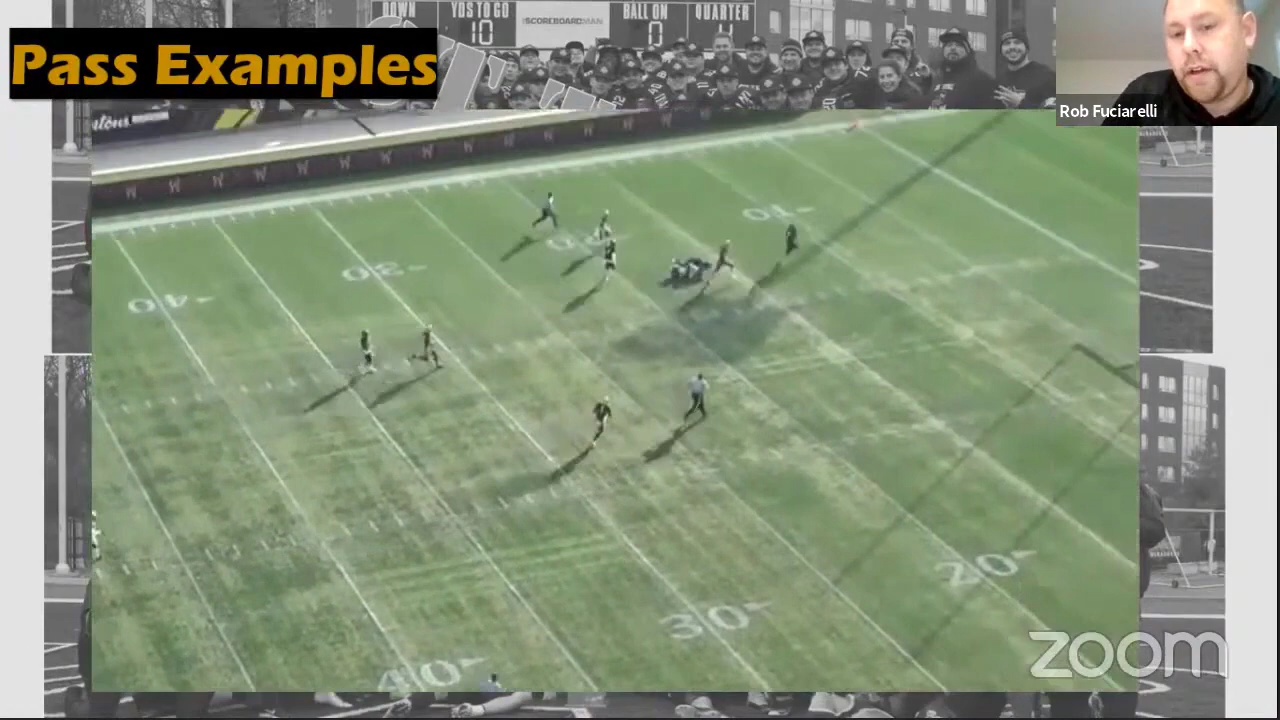 DOWN YDS TO GO BALL ON QUARTER
10 #SCOREBOARDMAN 0
Pass Examples
Rob Fuciarelli
W W W W W W W W W W W W W
10
20
30
40
20
30
40
zoom